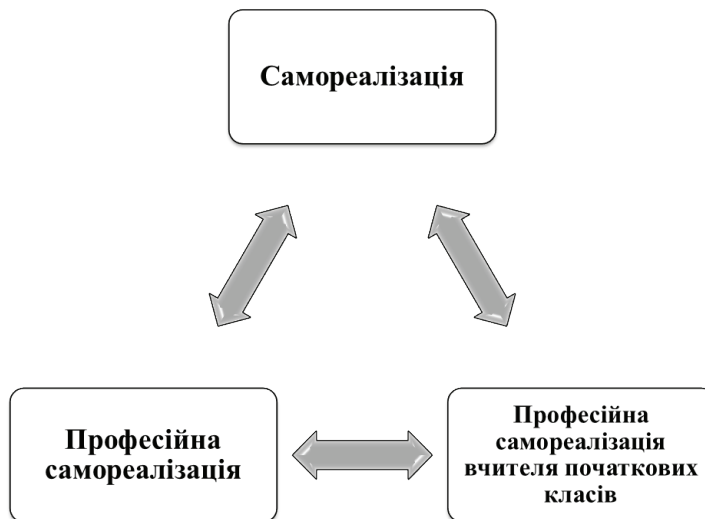 Самореалізація
Професійна
самореалізація
Професійна
самореалізація
вчителя початкових
класів